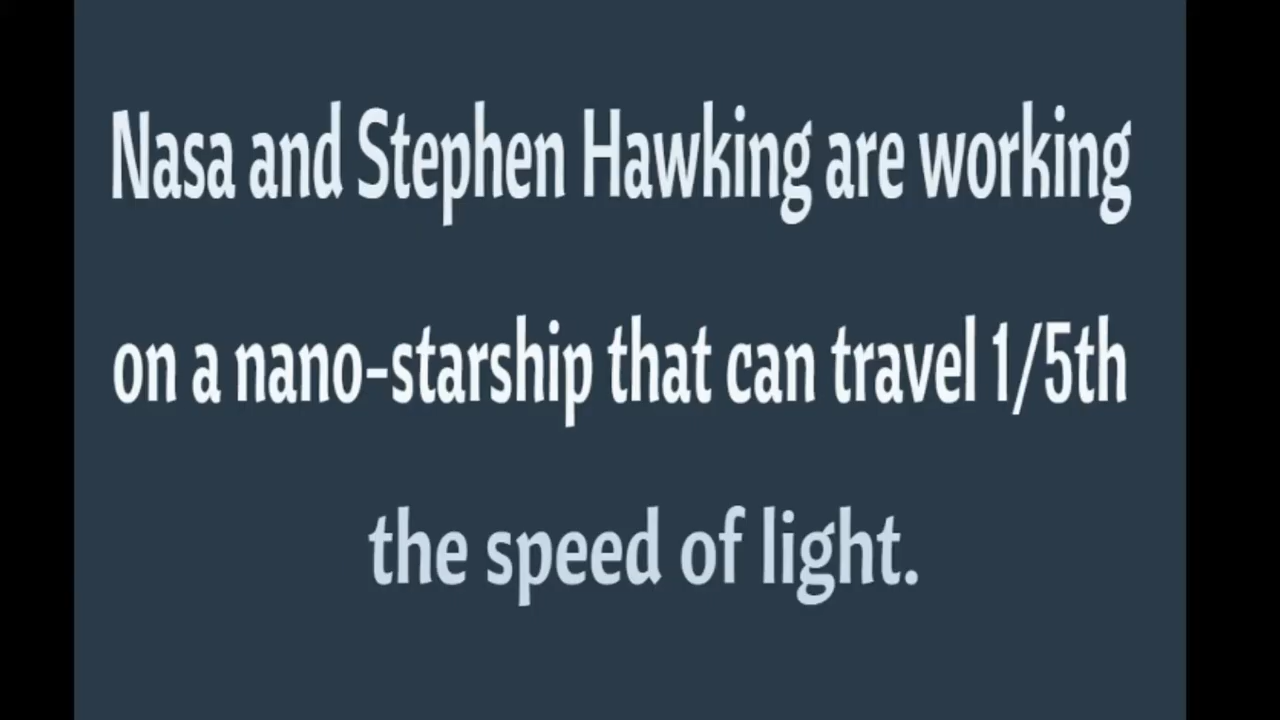 Nasa and Stephen Hawking are working
on a nano-starship that can travel 1/5th
the speed of light.